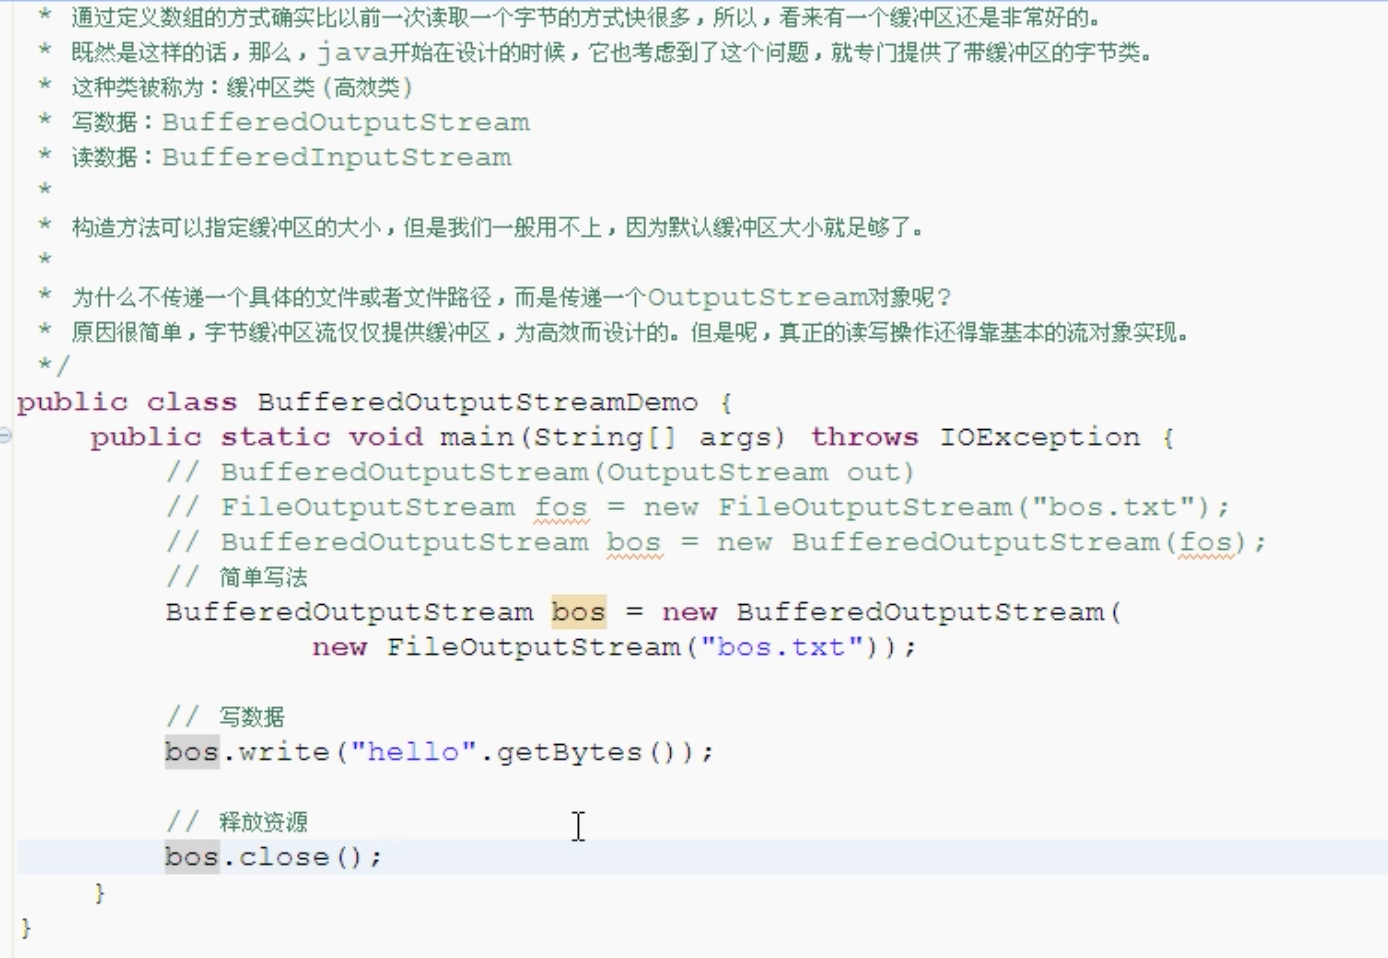 * 通过定义数组的方式确实比以前一次读取一个字节的方式快很多，所以，看来有一个缓冲区还是非常好的。
* 既然是这样的话，那么，java开始在设计的时候，它也考虑到了这个问题，就专门提供了带缓冲区的字节类。
* 这种类被称为：缓冲区类(高效类)
* 写数据：BufferedOutputStream
* 读数据：BufferedInputStream
*
* 构造方法可以指定缓冲区的大小，但是我们一般用不上，因为默认缓冲区大小就足够了。
*
* 为什么不传递一个具体的文件或者文件路径，而是传递一个OutputStream对象呢?
* 原因很简单，字节缓冲区流仅仅提供缓冲区，为高效而设计的。但是呢，真正的读写操作还得靠基本的流对象实现。
*/
public class BufferedOutputStreamDemo {
public static void main(String[] args) throws IOException {
// BufferedOutputStream(OutputStream out)
// FileOutputStream fos = new FileOutputStream("bos.txt");
// BufferedOutputStream bos = new BufferedOutputStream(fos);
// 简单写法
BufferedOutputStream bos = new BufferedOutputStream(
new FileOutputStream("bos.txt"));
// 写数据
bos.write("hello".getBytes());
// 释放资源
bos.close();
}
}